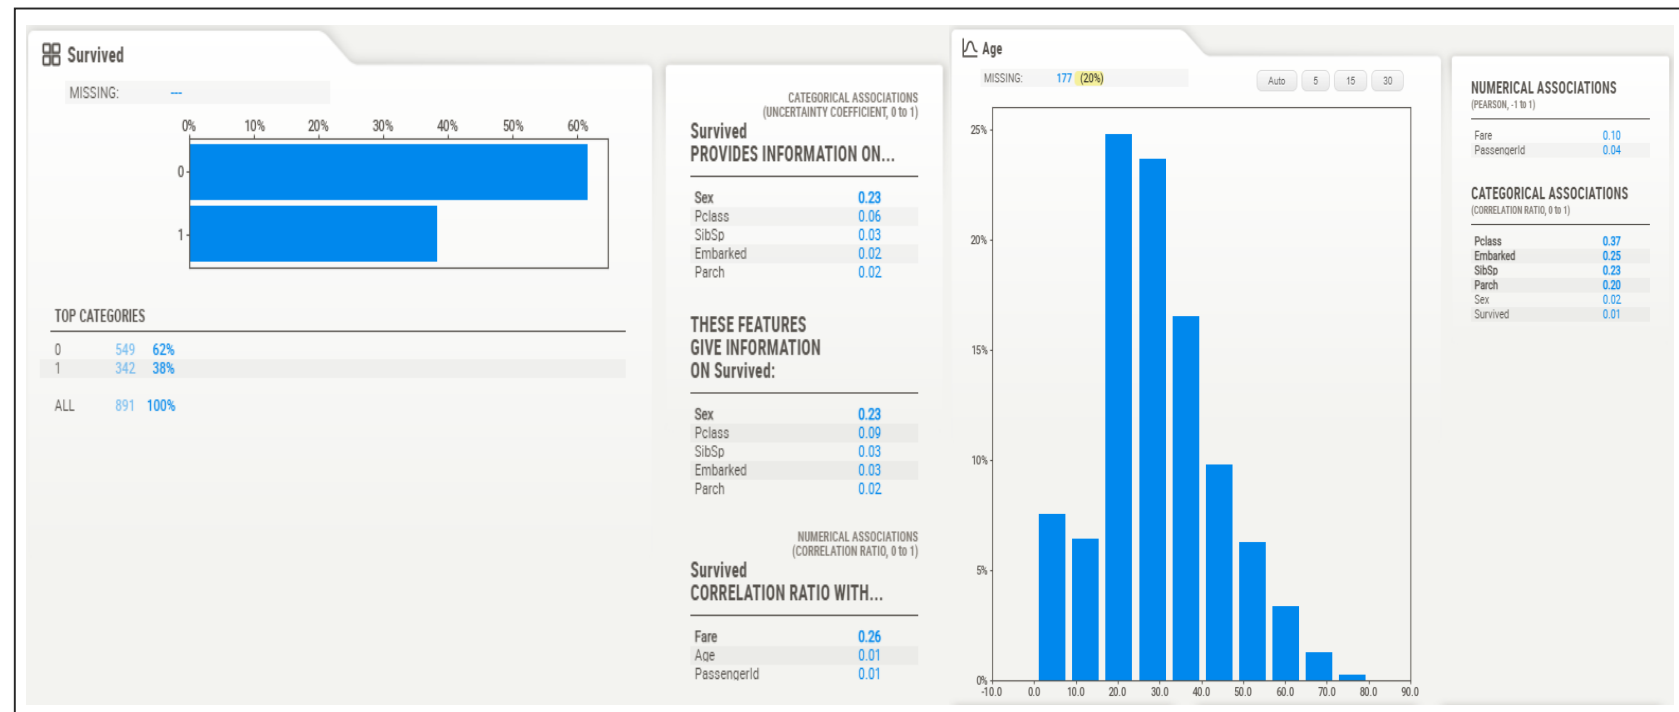 Survived
MISSING: ---
0% 10% 20% 30% 40% 50% 60%
0
1
TOP CATEGORIES
0 549 62%
1 342 38%
ALL 891 100%
CATEGORICAL ASSOCIATIONS
(UNCERTAINTY COEFFICIENT, 0 to 1)
Survived
PROVIDES INFORMATION ON...
Sex 0.23
Pclass 0.06
SibSp 0.03
Embarked 0.02
Parch 0.02
THESE FEATURES
GIVE INFORMATION
ON Survived:
Sex 0.23
Pclass 0.09
SibSp 0.03
Embarked 0.03
Parch 0.02
NUMERICAL ASSOCIATIONS
(CORRELATION RATIO, 0 to 1)
Survived
CORRELATION RATIO WITH...
Fare 0.26
Age 0.01
PassengerId 0.01
Age
MISSING: 177 (20%)
Auto 5 15 30
25%
20%
15%
10%
5%
0%
-10.0 0.0 10.0 20.0 30.0 40.0 50.0 60.0 70.0 80.0 90.0
NUMERICAL ASSOCIATIONS
(PEARSON, -1 to 1)
Fare 0.10
PassengerId 0.04
CATEGORICAL ASSOCIATIONS
(CORRELATION RATIO, 0 to 1)
Pclass 0.37
Embarked 0.25
SibSp 0.23
Parch 0.20
Sex 0.02
Survived 0.01